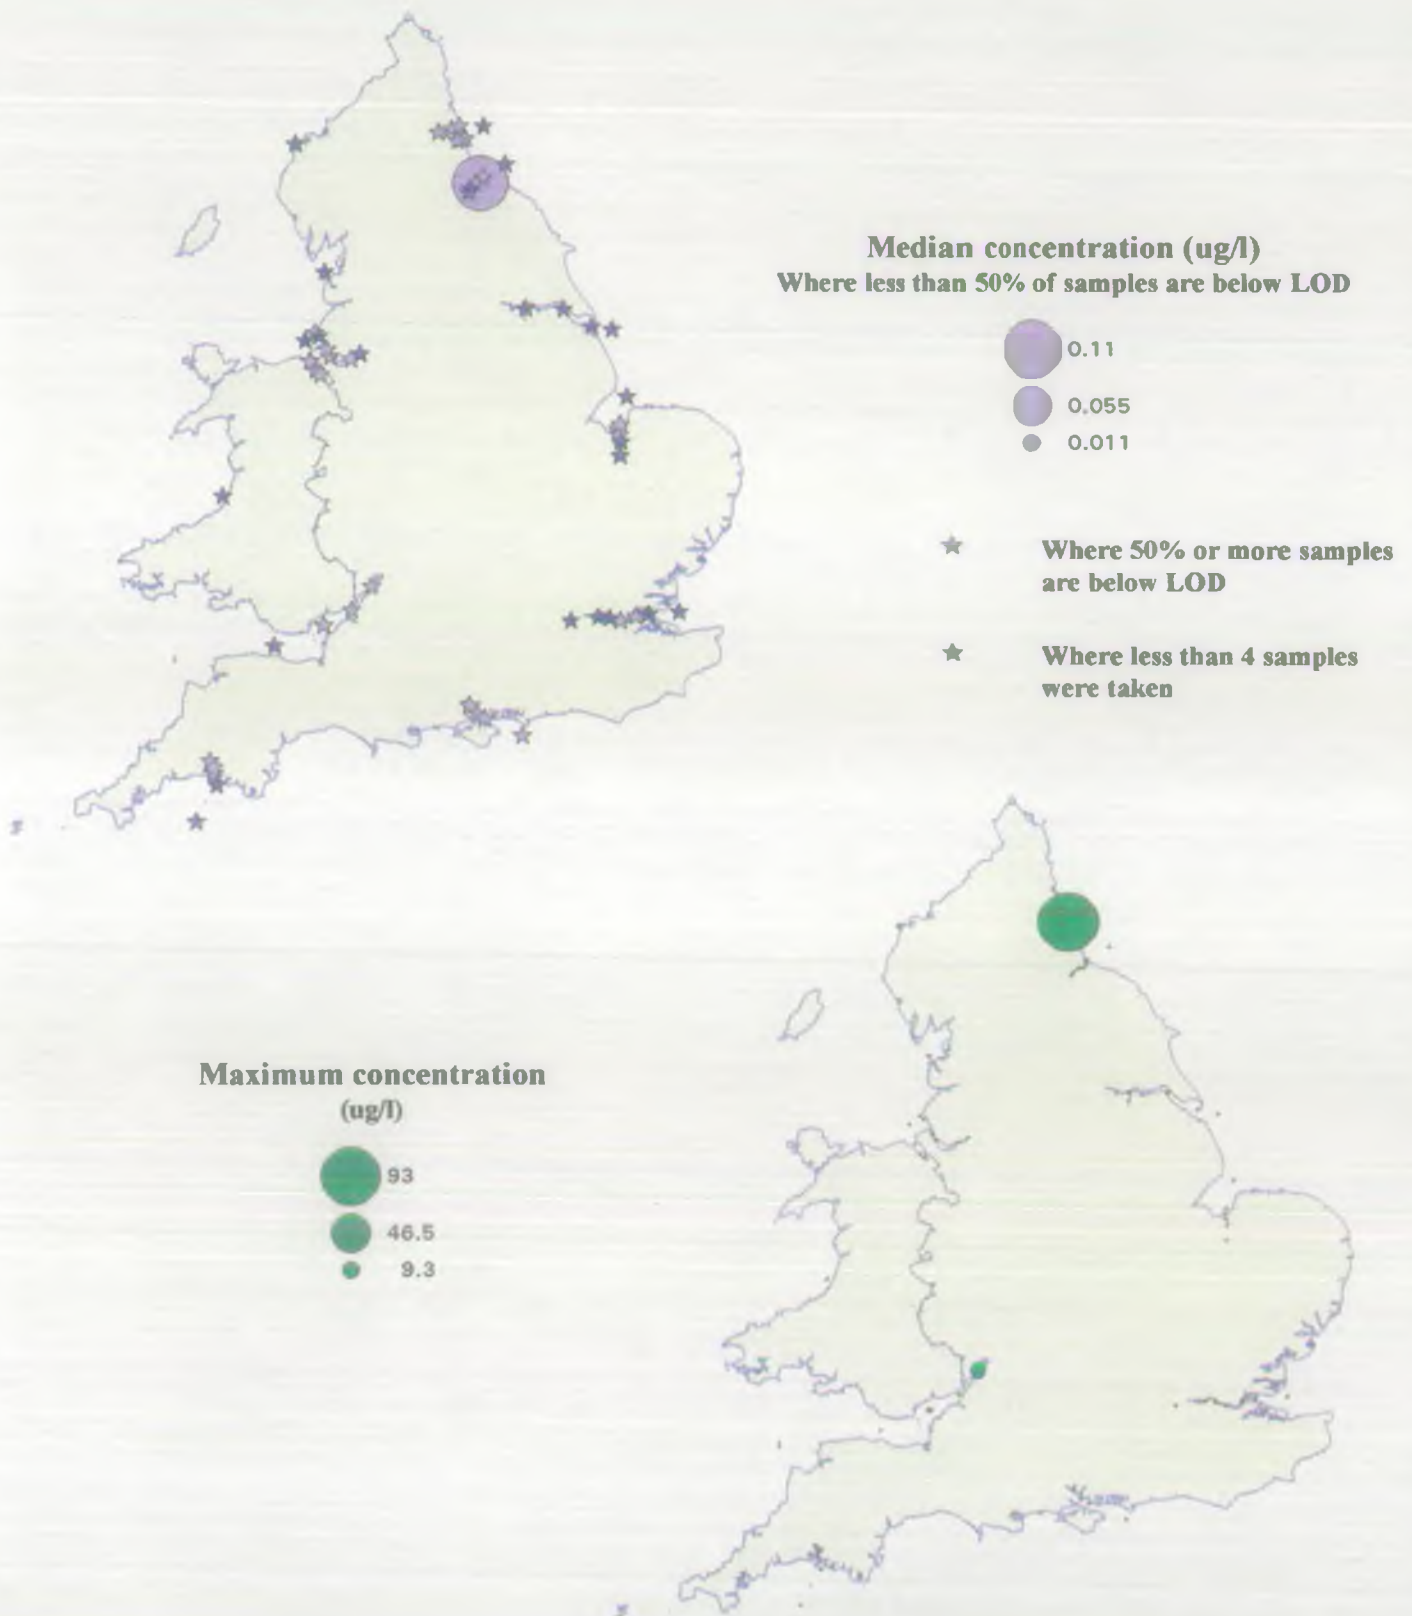 Median concentration (ug/l)
Where less than 50% of samples are below LOD
0.11
0.055
0.011
Where 50% or more samples
are below LOD
Where less than 4 samples
were taken
Maximum concentration
(ug/l)
93
46.5
9.3